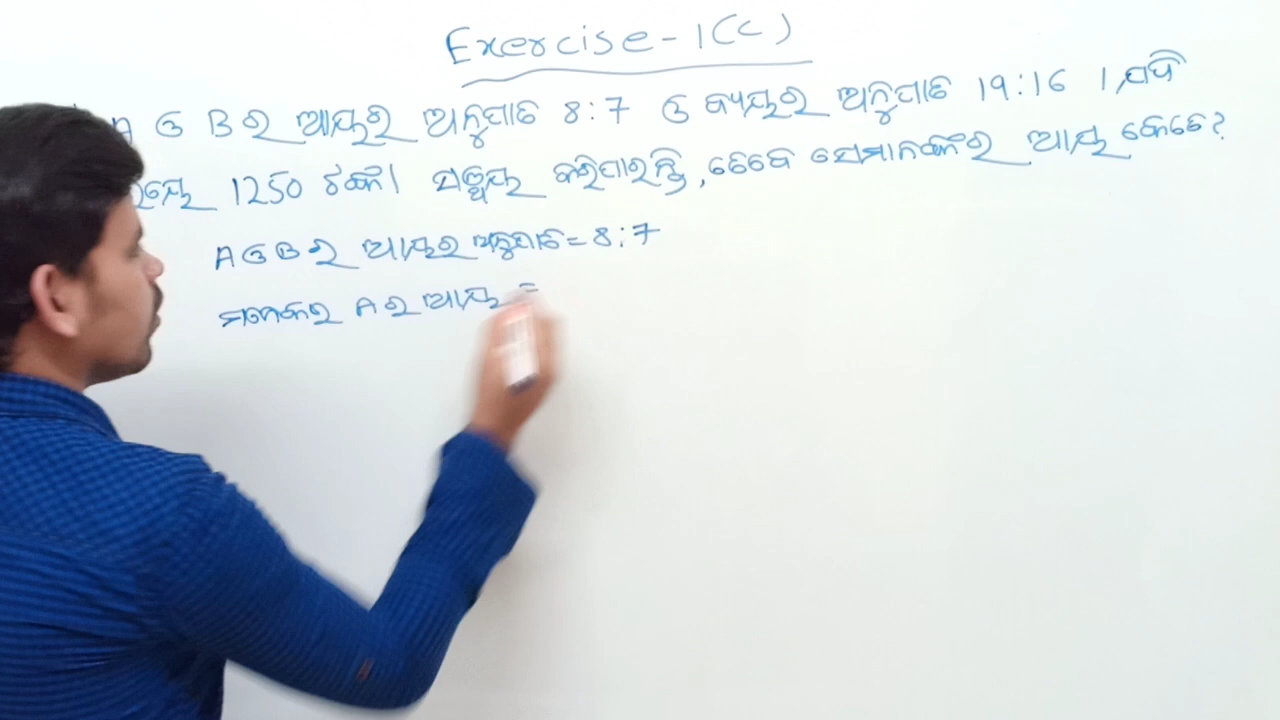 Exercise - 1(C)
A ଓ B ର ଆୟର ଅନୁପାତ 8:7 ଓ ବ୍ୟୟର ଅନୁପାତ 19:16 । ଯଦି
1250 ଟଙ୍କା ସଞ୍ଚୟ କରିପାରନ୍ତି, ତେବେ ସେମାନଙ୍କର ଆୟ କେତେ?
A ଓ B ର ଆୟର ଅନୁପାତ = 8:7
ମନେକର A ର ଆୟ =